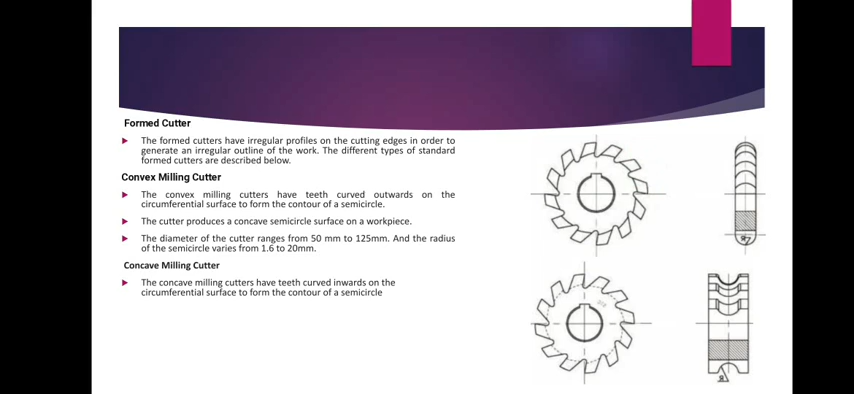 Formed Cutter
The formed cutters have irregular profiles on the cutting edges in order to
generate an irregular outline of the work. The different types of standard
formed cutters are described below.
Convex Milling Cutter
The convex milling cutters have teeth curved outwards on the
circumferential surface to form the contour of a semicircle.
The cutter produces a concave semicircle surface on a workpiece.
The diameter of the cutter ranges from 50 mm to 125mm. And the radius
of the semicircle varies from 1.6 to 20mm.
Concave Milling Cutter
The concave milling cutters have teeth curved inwards on the
circumferential surface to form the contour of a semicircle